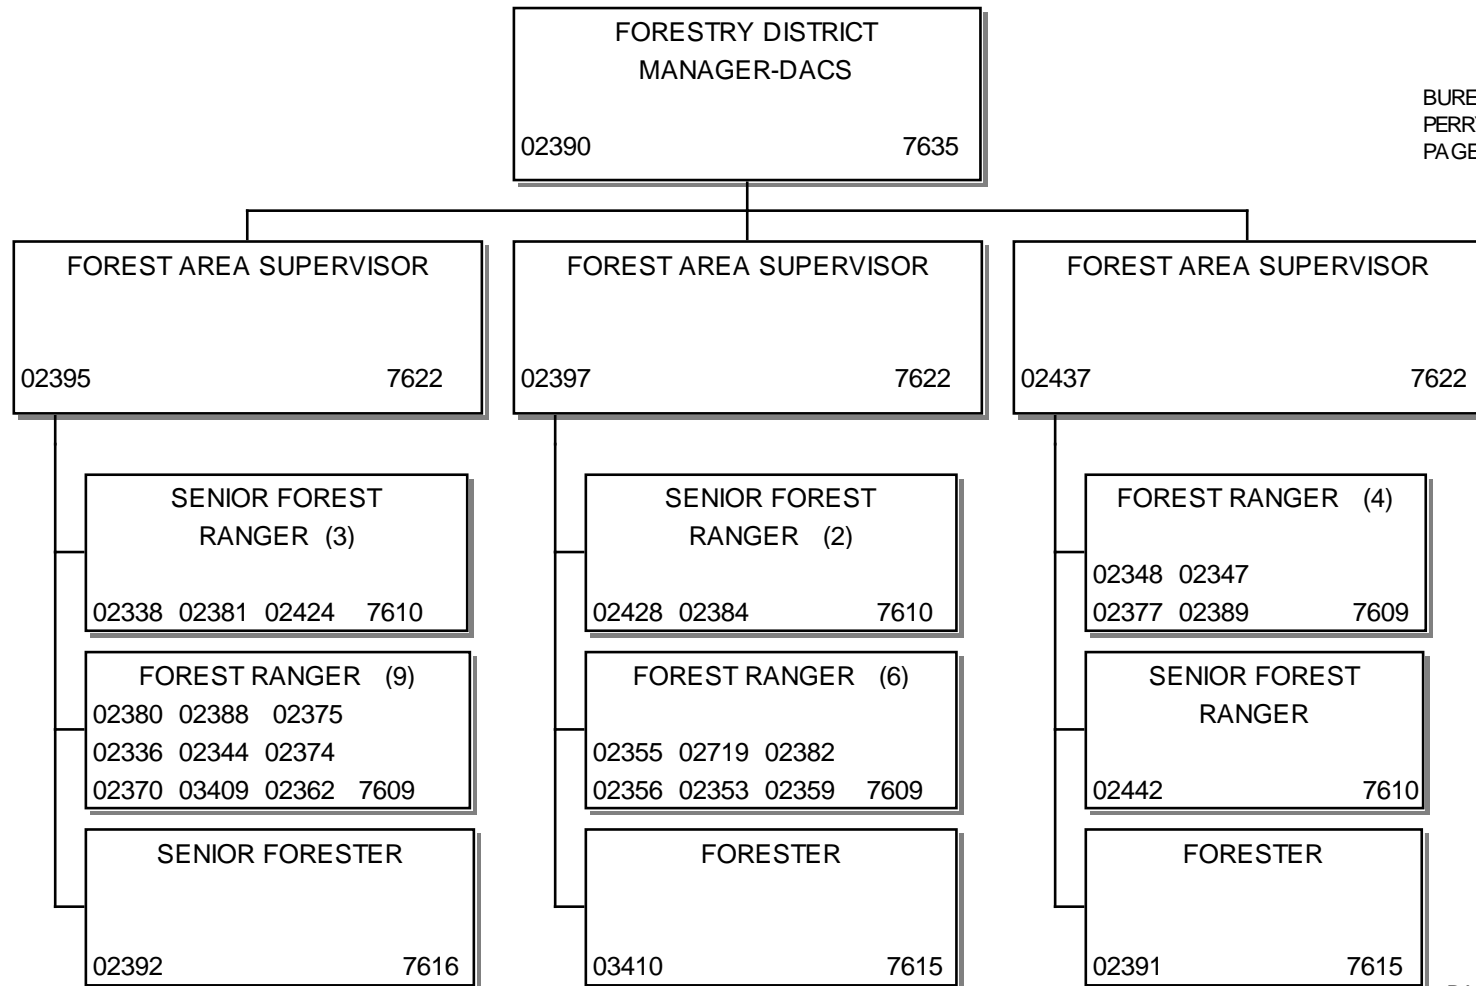 FORESTRY DISTRICT
MANAGER-DACS
02390 7635
PAGE
FOREST AREA SUPERVISOR
02395 7622
FOREST AREA SUPERVISOR
02397 7622
FOREST AREA SUPERVISOR
02437 7622
SENIOR FOREST
RANGER (3)
02338 02381 02424 7610
FOREST RANGER (9)
02380 02388 02375
02336 02344 02374
02370 03409 02362 7609
SENIOR FORESTER
02392 7616
SENIOR FOREST
RANGER (2)
02428 02384 7610
FOREST RANGER (6)
02355 02719 02382
02356 02353 02359 7609
FORESTER
03410 7615
FOREST RANGER (4)
02348 02347
02377 02389 7609
SENIOR FOREST
RANGER
02442 7610
FORESTER
02391 7615